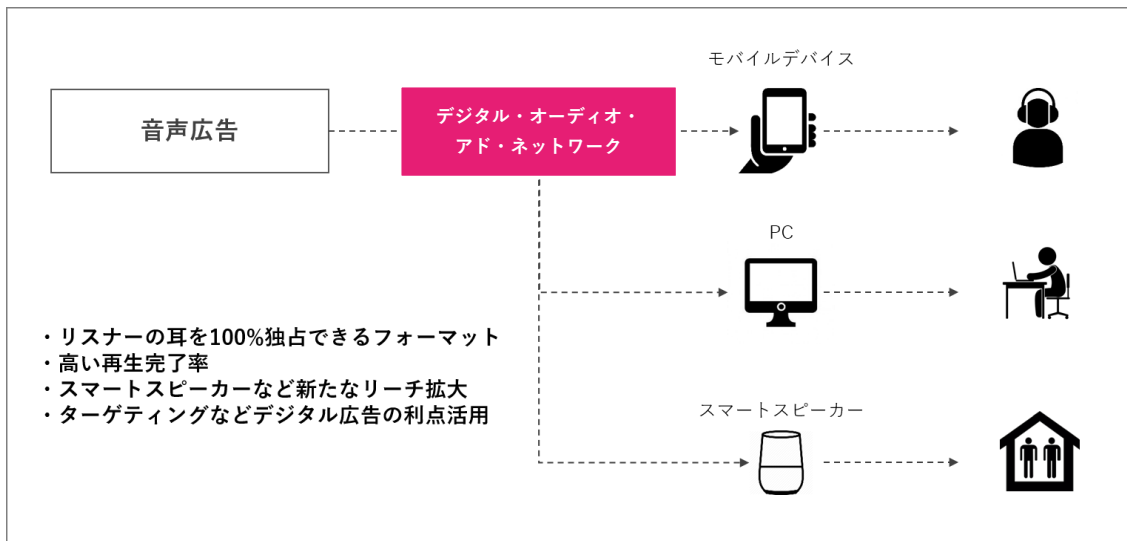 モバイルデバイス
音声広告
デジタル・オーディオ・
アド・ネットワーク
PC
・リスナーの耳を100%独占できるフォーマット
・高い再生完了率
・スマートスピーカーなど新たなリーチ拡大
・ターゲティングなどデジタル広告の利点活用
スマートスピーカー